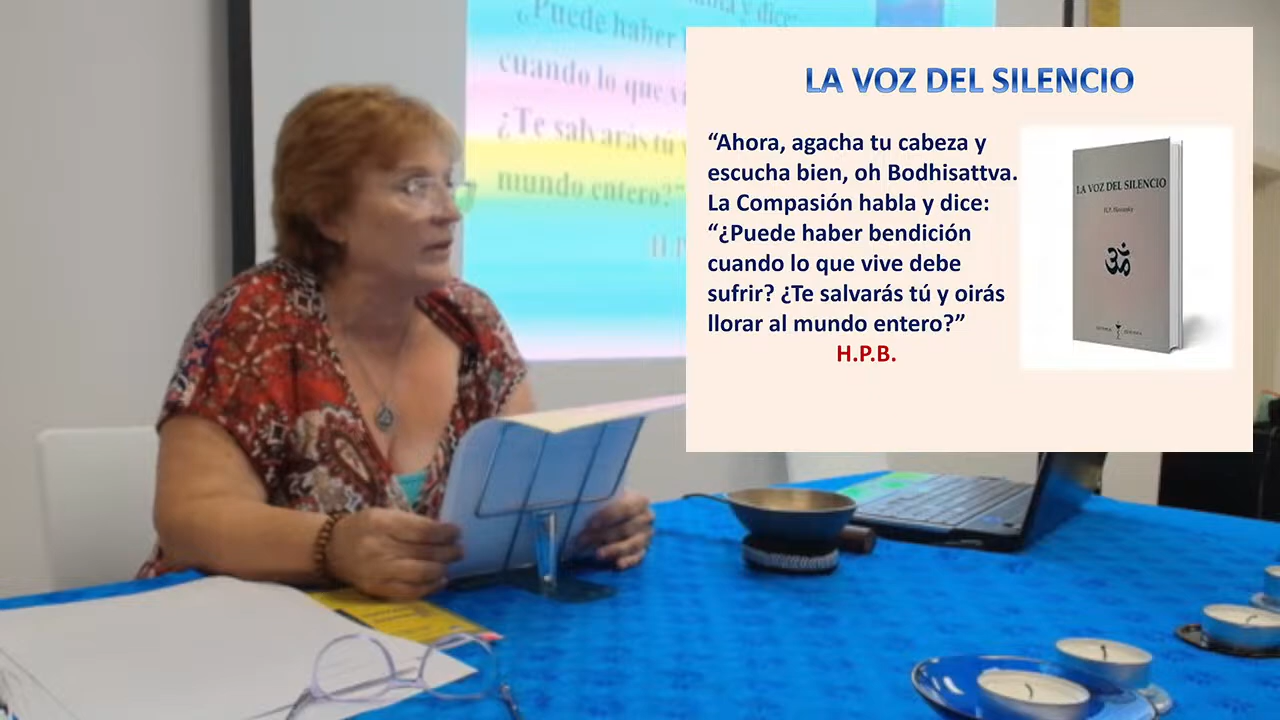 ¿Puede haber
y dice:
cuando lo que
¿Te salvarás tú
mundo entero?"
LA VOZ DEL SILENCIO
“Ahora, agacha tu cabeza y
escucha bien, oh Bodhisattva.
La Compasión habla y dice:
“¿Puede haber bendición
cuando lo que vive debe
sufrir? ¿Te salvarás tú y oirás
llorar al mundo entero?”
H.P.B.
LA VOZ DEL SILENCIO
H.P. Blavatsky
ॐ